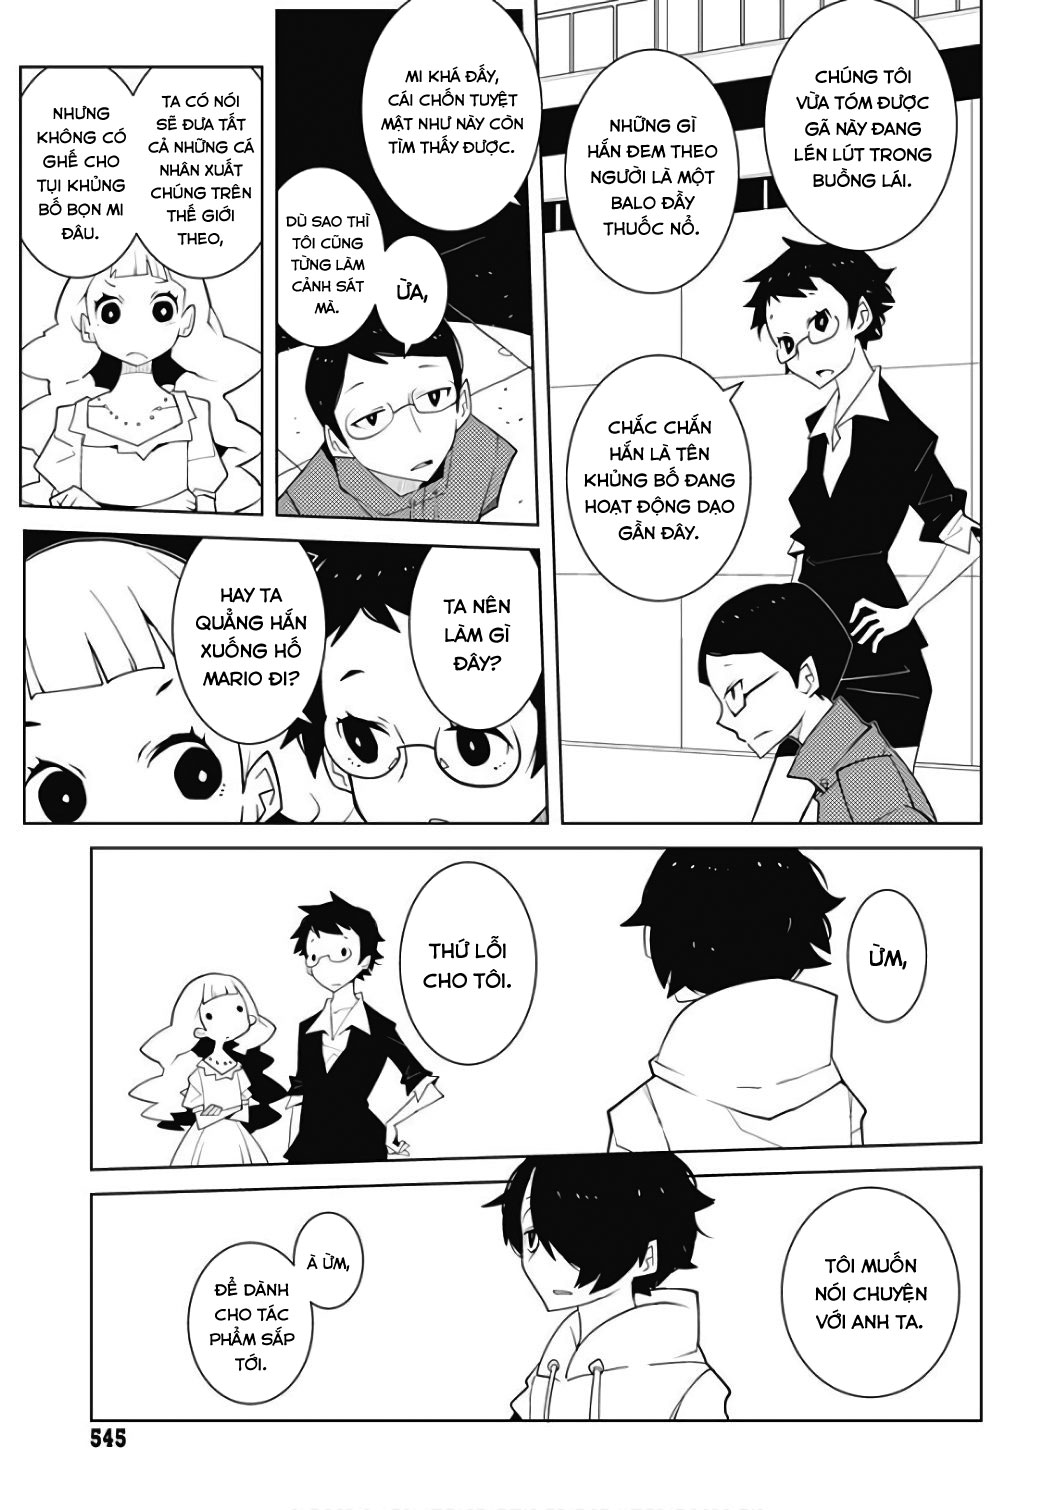 CHÚNG TÔI
VỪA TÓM ĐƯỢC
GÃ NÀY ĐANG
LÉN LÚT TRONG
BUỒNG LÁI.
NHỮNG GÌ
HẮN ĐEM THEO
NGƯỜI LÀ MỘT
BALO ĐẦY
THUỐC NỔ.
CHẮC CHẮN
HẮN LÀ TÊN
KHỦNG BỐ ĐANG
HOẠT ĐỘNG DẠO
GẦN ĐÂY.
MI KHÁ ĐẤY,
CÁI CHỐN TUYỆT
MẬT NHƯ NÀY CÒN
TÌM THẤY ĐƯỢC.
ỪA,
DÙ SAO THÌ
TÔI CŨNG
TỪNG LÀM
CẢNH SÁT
MÀ.
TA CÓ NÓI
SẼ ĐƯA TẤT
CẢ NHỮNG CÁ
NHÂN XUẤT
CHÚNG TRÊN
THẾ GIỚI
THEO,
NHƯNG
KHÔNG CÓ
GHẾ CHO
TỤI KHỦNG
BỐ BỌN MI
ĐÂU.
TA NÊN
LÀM GÌ
ĐÂY?
HAY TA
QUẲNG HẮN
XUỐNG HỐ
MARIO ĐI?
ỪM,
THỨ LỖI
CHO TÔI.
TÔI MUỐN
NÓI CHUYỆN
VỚI ANH TA.
À ỪM,
ĐỂ DÀNH
CHO TÁC
PHẨM SẮP
TỚI.
545